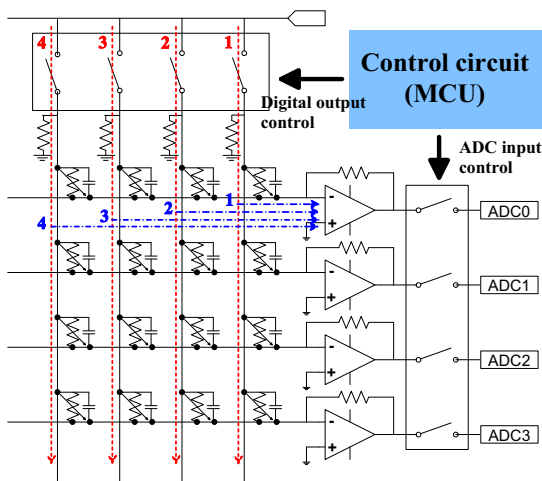 4 3 2 1
Control circuit
(MCU)
Digital output
control
ADC input
control
1
2
3
4
- +
ADC0
- +
ADC1
- +
ADC2
- +
ADC3